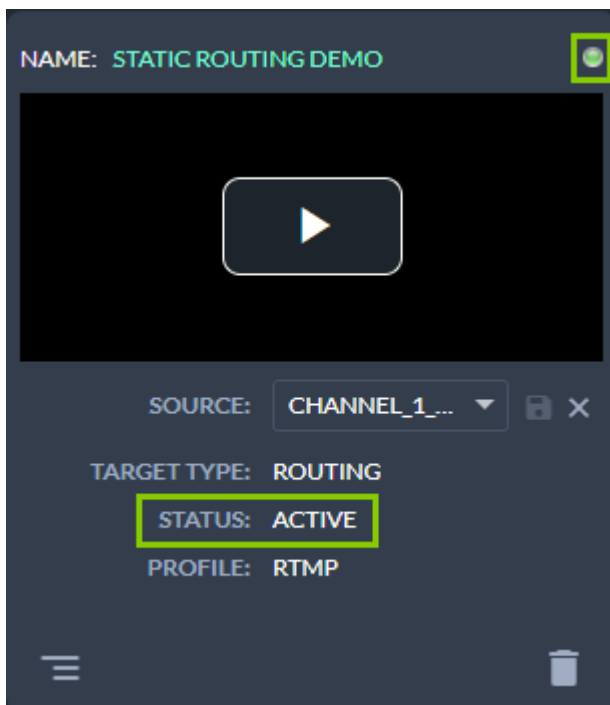 NAME: STATIC ROUTING DEMO
SOURCE: CHANNEL_1_...
TARGET TYPE: ROUTING
STATUS: ACTIVE
PROFILE: RTMP